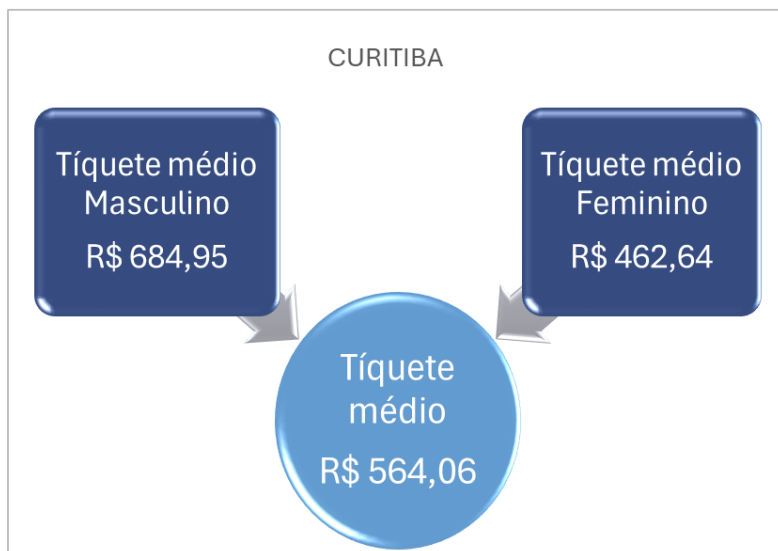 CURITIBA
Tíquete médio
Masculino
R$ 684,95
Tíquete médio
Feminino
R$ 462,64
Tíquete
médio
R$ 564,06